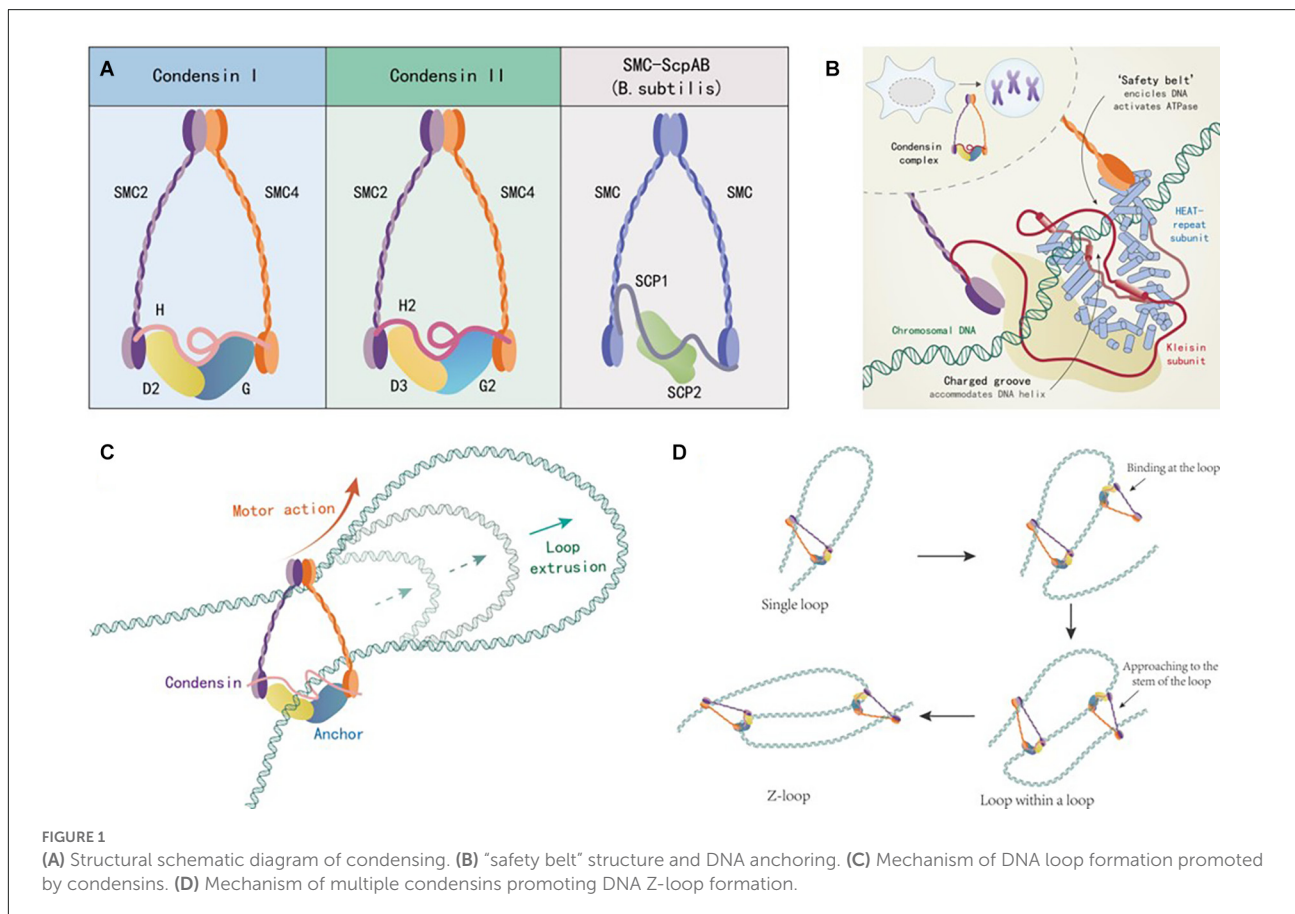 A
Condensin I
Condensin II
SMC-ScpAB
(B. subtilis)
SMC2
SMC4
H
D2
G
SMC2
SMC4
H2
D3
G2
SMC
SMC
SCP1
SCP2
B
'Safety belt'
encicles DNA
activates ATPase
Condensin
complex
HEAT-
repeat
subunit
Chromosomal DNA
Kleisin
subunit
Charged groove
accommodates DNA helix
C
Motor action
Loop
extrusion
Condensin
Anchor
D
Binding at the loop
Single loop
Approaching to the
stem of the loop
Z-loop
Loop within a loop
FIGURE 1
(A) Structural schematic diagram of condensing. (B) "safety belt" structure and DNA anchoring. (C) Mechanism of DNA loop formation promoted
by condensins. (D) Mechanism of multiple condensins promoting DNA Z-loop formation.